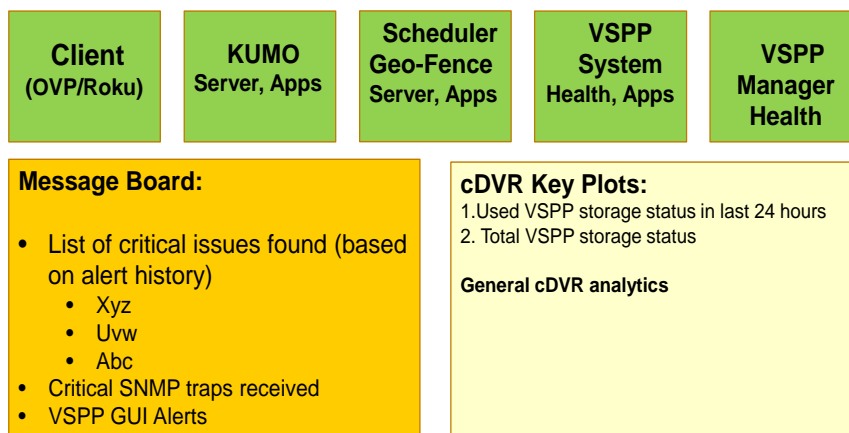 Client
(OVP/Roku)
KUMO
Server, Apps
Scheduler
Geo-Fence
Server, Apps
VSPP
System
Health, Apps
VSPP
Manager
Health
Message Board:
• List of critical issues found (based
on alert history)
• Xyz
• Uvw
• Abc
• Critical SNMP traps received
• VSPP GUI Alerts
cDVR Key Plots:
1.Used VSPP storage status in last 24 hours
2. Total VSPP storage status
General cDVR analytics